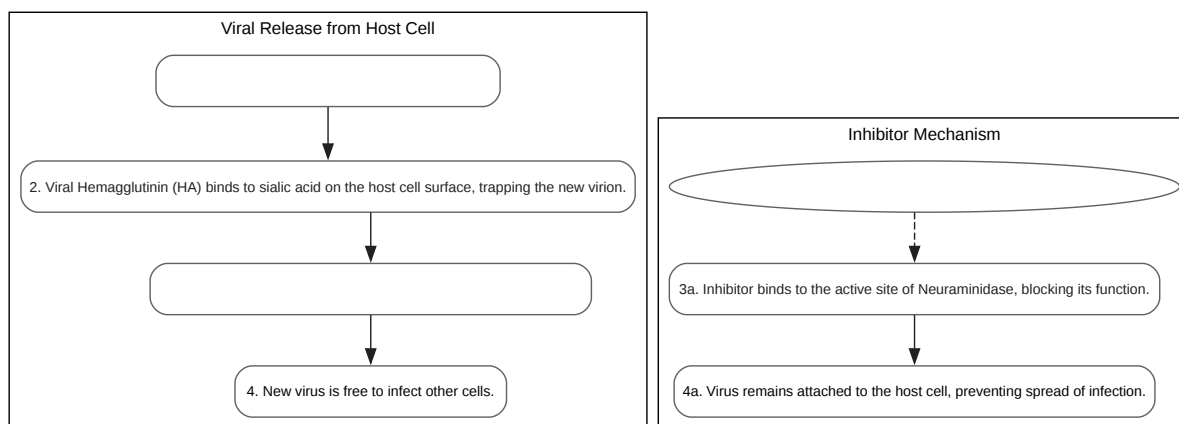 Viral Release from Host Cell
2. Viral Hemagglutinin (HA) binds to sialic acid on the host cell surface, trapping the new virion.
4. New virus is free to infect other cells.
Inhibitor Mechanism
3a. Inhibitor binds to the active site of Neuraminidase, blocking its function.
4a. Virus remains attached to the host cell, preventing spread of infection.